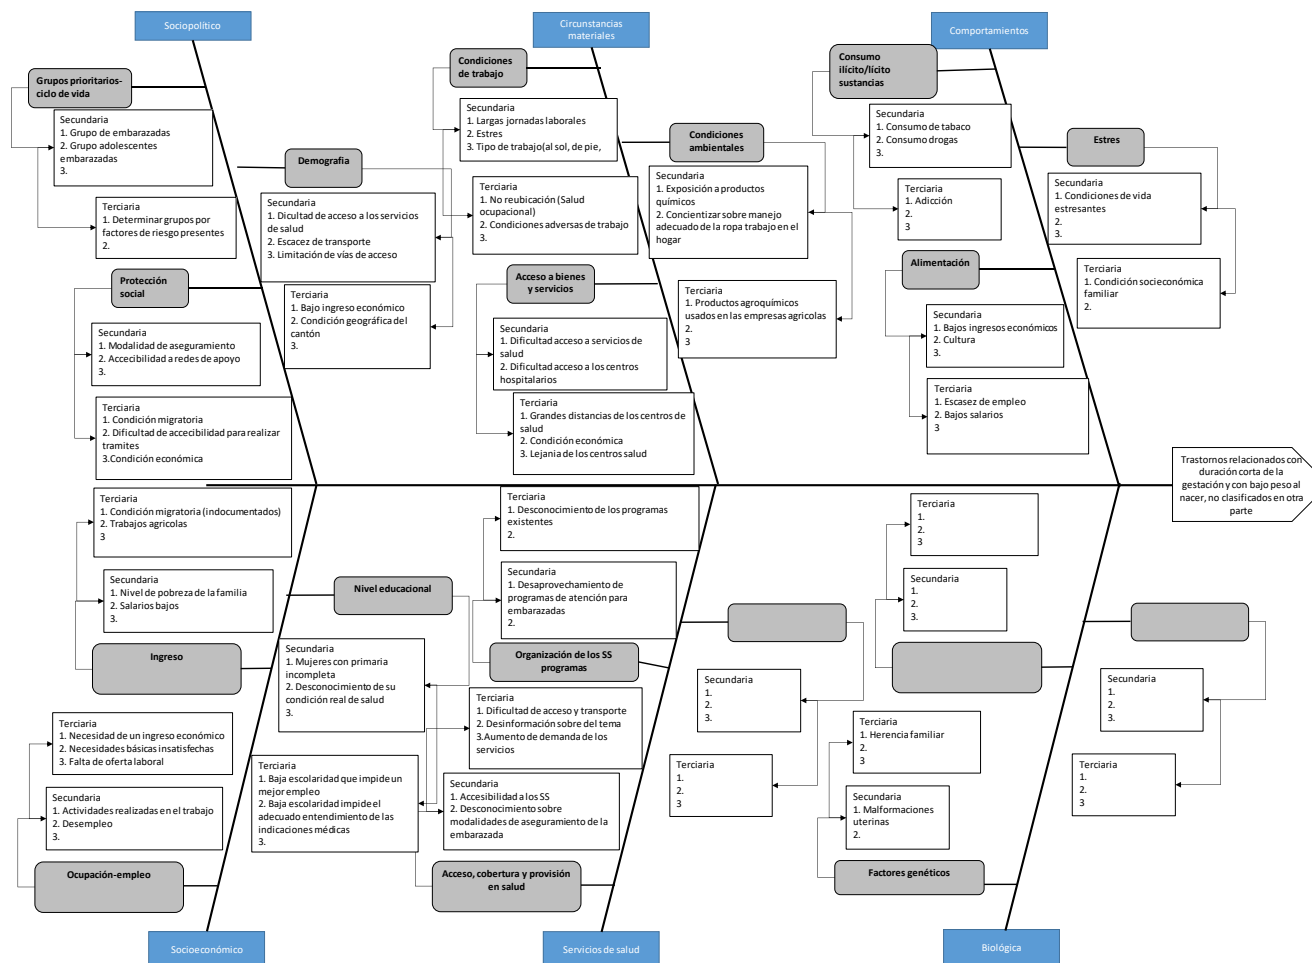 Sociopolítico
Circunstancias
materiales
Comportamientos
Grupos prioritarios-
ciclo de vida
Secundaria
1. Grupo de embarazadas
2. Grupo adolescentes
embarazadas
3.
Terciaria
1. Determinar grupos por
factores de riesgo presentes
2.
Demografia
Secundaria
1. Dicultad de acceso a los servicios
de salud
2. Escacez de transporte
3. Limitación de vías de acceso
Terciaria
1. Bajo ingreso económico
2. Condición geográfica del
cantón
3.
Protección
social
Secundaria
1. Modalidad de aseguramiento
2. Accecibilidad a redes de apoyo
3.
Terciaria
1. Condición migratoria
2. Dificultad de accecibilidad para realizar
tramites
3.Condición económica
Condiciones
de trabajo
Secundaria
1. Largas jornadas laborales
2. Estres
3. Tipo de trabajo(al sol, de pie,
Terciaria
1. No reubicación (Salud
ocupacional)
2. Condiciones adversas de trabajo
3.
Condiciones
ambientales
Secundaria
1. Exposición a productos
químicos
2. Concientizar sobre manejo
adecuado de la ropa trabajo en el
hogar
Terciaria
1. Productos agroquímicos
usados en las empresas agricolas
2.
3
Acceso a bienes
y servicios
Secundaria
1. Dificultad acceso a servicios de
salud
2. Dificultad acceso a los centros
hospitalarios
Terciaria
1. Grandes distancias de los centros de
salud
2. Condición económica
3. Lejania de los centros salud
Consumo
ilícito/lícito
sustancias
Secundaria
1. Consumo de tabaco
2. Consumo drogas
3.
Terciaria
1. Adicción
2.
3
Estres
Secundaria
1. Condiciones de vida
estresantes
2.
3.
Terciaria
1. Condición socieconómica
familiar
2.
Alimentación
Secundaria
1. Bajos ingresos económicos
2. Cultura
3.
Terciaria
1. Escasez de empleo
2. Bajos salarios
3
Trastornos relacionados con
duración corta de la
gestación y con bajo peso al
nacer, no clasificados en otra
parte
Terciaria
1. Condición migratoria (indocumentados)
2. Trabajos agricolas
3
Secundaria
1. Nivel de pobreza de la familia
2. Salarios bajos
3.
Ingreso
Nivel educacional
Secundaria
1. Mujeres con primaria
incompleta
2. Desconocimiento de su
condición real de salud
3.
Terciaria
1. Baja escolaridad que impide un
mejor empleo
2. Baja escolaridad impide el
adecuado entendimiento de las
indicaciones médicas
3.
Terciaria
1. Necesidad de un ingreso económico
2. Necesidades básicas insatisfechas
3. Falta de oferta laboral
Secundaria
1. Actividades realizadas en el trabajo
2. Desempleo
3.
Ocupación-empleo
Socioeconómico
Terciaria
1. Desconocimiento de los programas
existentes
2.
Secundaria
1. Desaprovechamiento de
programas de atención para
embarazadas
2.
Organización de los SS
programas
Terciaria
1. Dificultad de acceso y transporte
2. Desinformación sobre del tema
3.Aumento de demanda de los
servicios
Secundaria
1. Accesibilidad a los SS
2. Desconocimiento sobre
modalidades de aseguramiento de la
embarazada
Acceso, cobertura y provisión
en salud
Secundaria
1.
2.
3.
Terciaria
1.
2.
3
Servicios de salud
Terciaria
1.
2.
3
Secundaria
1.
2.
3.
Terciaria
1. Herencia familiar
2.
3
Secundaria
1. Malformaciones
uterinas
2.
Factores genéticos
Secundaria
1.
2.
3.
Terciaria
1.
2.
3
Biológica